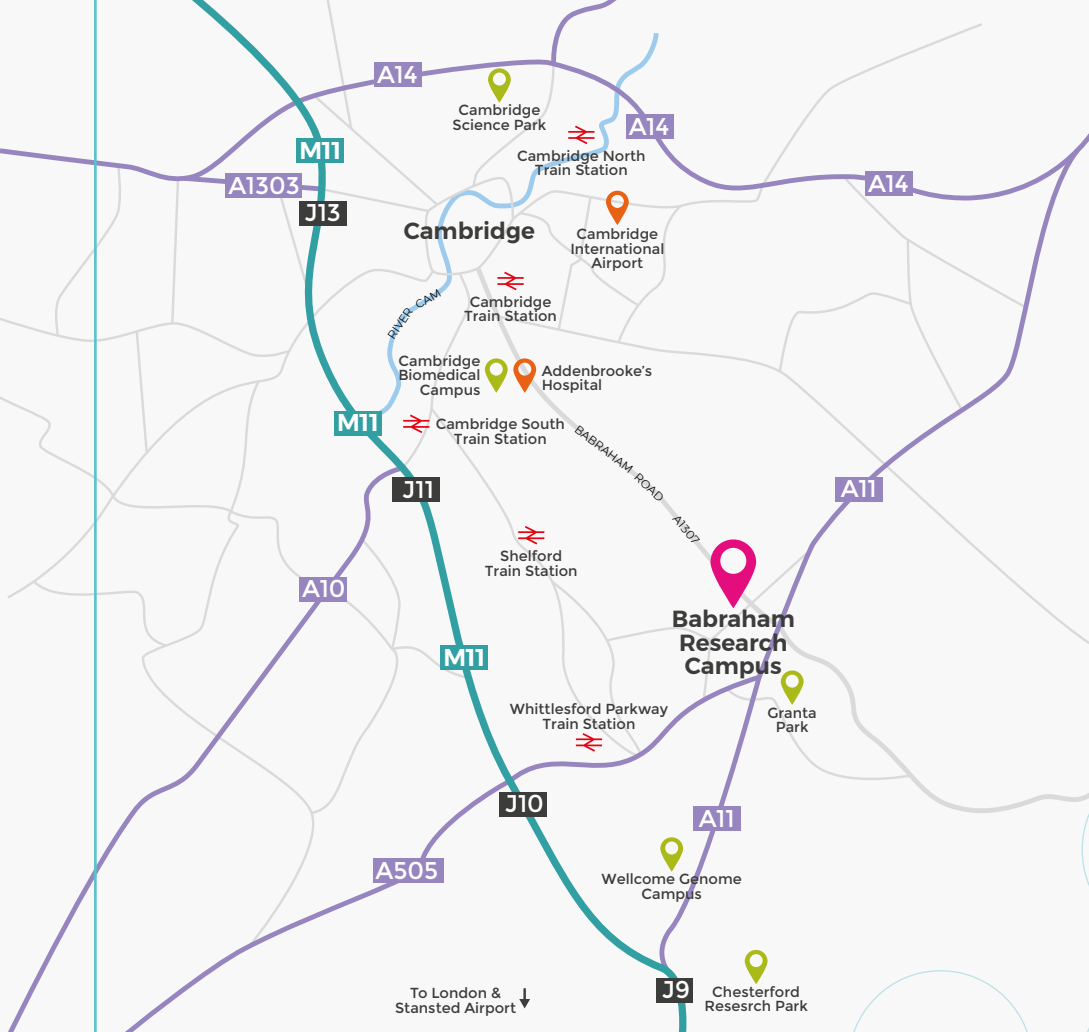 A14
Cambridge
Science Park
A14
M11
Cambridge North
Train Station
A1303
A14
J13
Cambridge
Cambridge
International
Airport
Cambridge
Train Station
RIVER CAM
Cambridge
Biomedical
Campus
Addenbrooke's
Hospital
M11
Cambridge South
Train Station
BABRAHAM ROAD
A1307
J11
A11
Shelford
Train Station
A10
Babraham
Research
Campus
M11
Whittlesford Parkway
Train Station
Granta
Park
J10
A11
A505
Wellcome Genome
Campus
J9
Chesterford
Resesrch Park
To London &
Stansted Airport